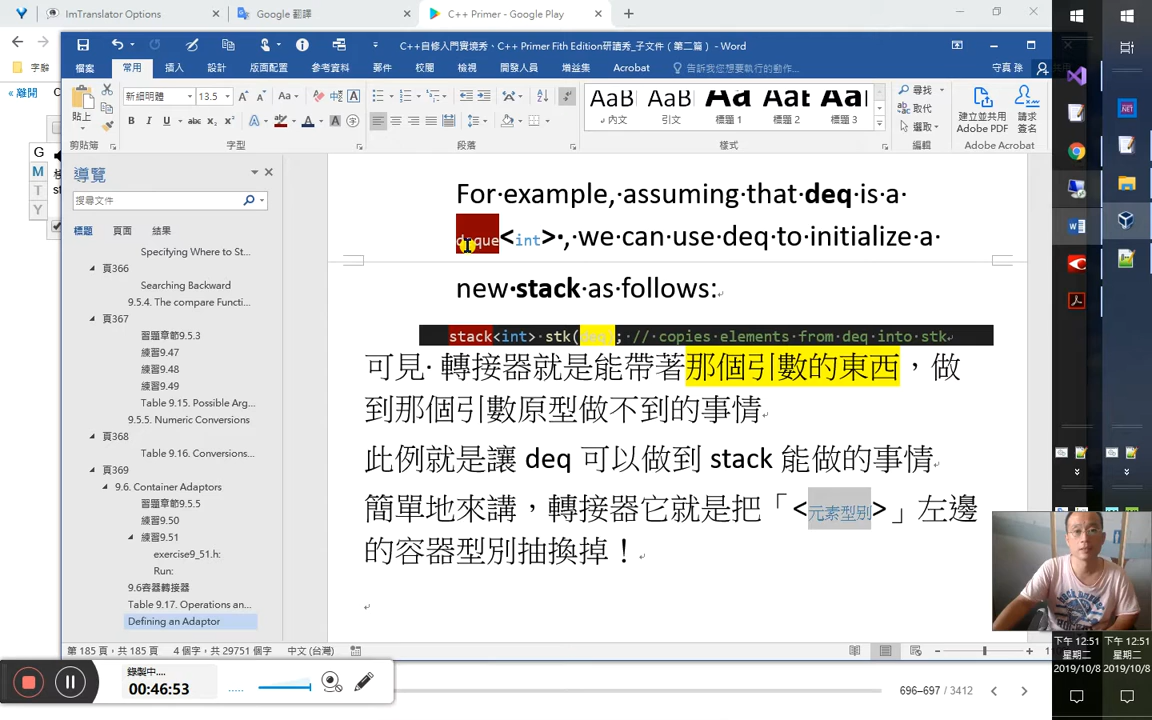 ImTranslator Options
Google 翻譯
C++ Primer - Google Play
字辭
« 離開
C++自修入門實境秀、C++ Primer Fifth Edition研讀秀_子文件（第二篇） - Word
檔案
常用
插入
設計
版面配置
參考資料
郵件
校閱
檢視
開發人員
增益集
Acrobat
告訴我您想要執行的動作...
守真 孫
貼上
新細明體
13.5
AaB
AaB
Aa
Aat
AaB
內文
引文
標題 1
標題 2
標題 3
尋找
取代
選取
建立並共用
Adobe PDF
請求
簽名
剪貼簿
字型
段落
樣式
編輯
Adobe Acrobat
導覽
搜尋文件
標題
頁面
結果
Specifying Where to St...
頁366
Searching Backward
9.5.4. The compare Functi...
頁367
習題章節9.5.3
練習9.47
練習9.48
練習9.49
Table 9.15. Possible Arg...
9.5.5. Numeric Conversions
頁368
Table 9.16. Conversions...
頁369
9.6. Container Adaptors
習題章節9.5.5
練習9.50
練習9.51
exercise9_51.h:
Run:
9.6容器轉接器
Table 9.17. Operations an...
Defining an Adaptor
For·example,·assuming·that·deq·is·a·
deque<int>·,·we·can·use·deq·to·initialize·a·
new·stack·as·follows:
stack<int>·stk(deq);·//·copies·elements·from·deq·into·stk
可見·轉接器就是能帶著那個引數的東西，做
到那個引數原型做不到的事情
此例就是讓 deq 可以做到 stack 能做的事情
簡單地來講，轉接器它就是把「<元素型別>」左邊
的容器型別抽換掉！
第 185 頁，共 185 頁
4 個字，共 29751 個字
中文 (台灣)
錄製中....
00:46:53
696–697 / 3412
下午 12:51
星期二
2019/10/8
下午 12:51
星期二
2019/10/8